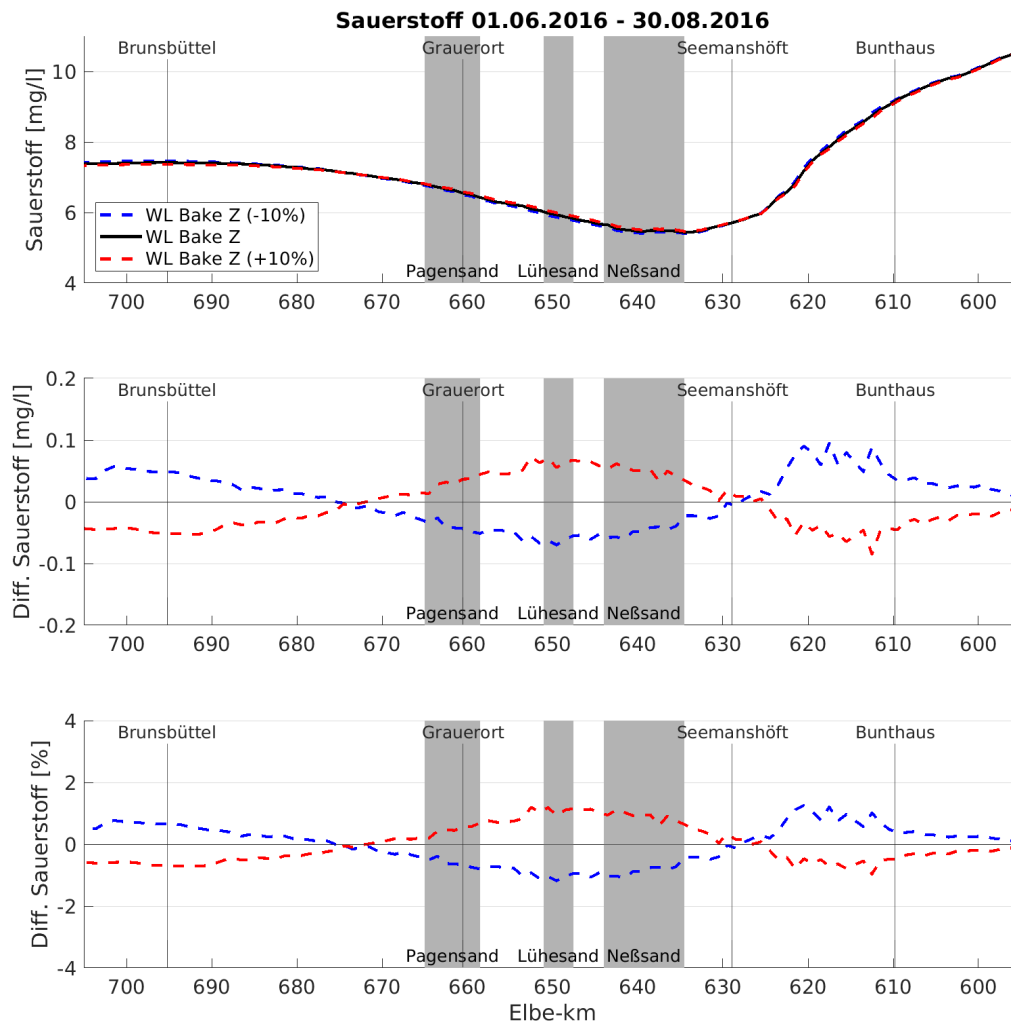 Sauerstoff 01.06.2016 - 30.08.2016
Brunsbüttel Grauerort Seemanshöft Bunthaus
Sauerstoff [mg/l]
10
8
6
4
WL Bake Z (-10%)
WL Bake Z
WL Bake Z (+10%)
Pagensand Lühesand Neßsand
700 690 680 670 660 650 640 630 620 610 600
Brunsbüttel Grauerort Seemanshöft Bunthaus
Diff. Sauerstoff [mg/l]
0.2
0.1
0
-0.1
-0.2
Pagensand Lühesand Neßsand
700 690 680 670 660 650 640 630 620 610 600
Brunsbüttel Grauerort Seemanshöft Bunthaus
Diff. Sauerstoff [%]
4
2
0
-2
-4
Pagensand Lühesand Neßsand
700 690 680 670 660 650 640 630 620 610 600
Elbe-km